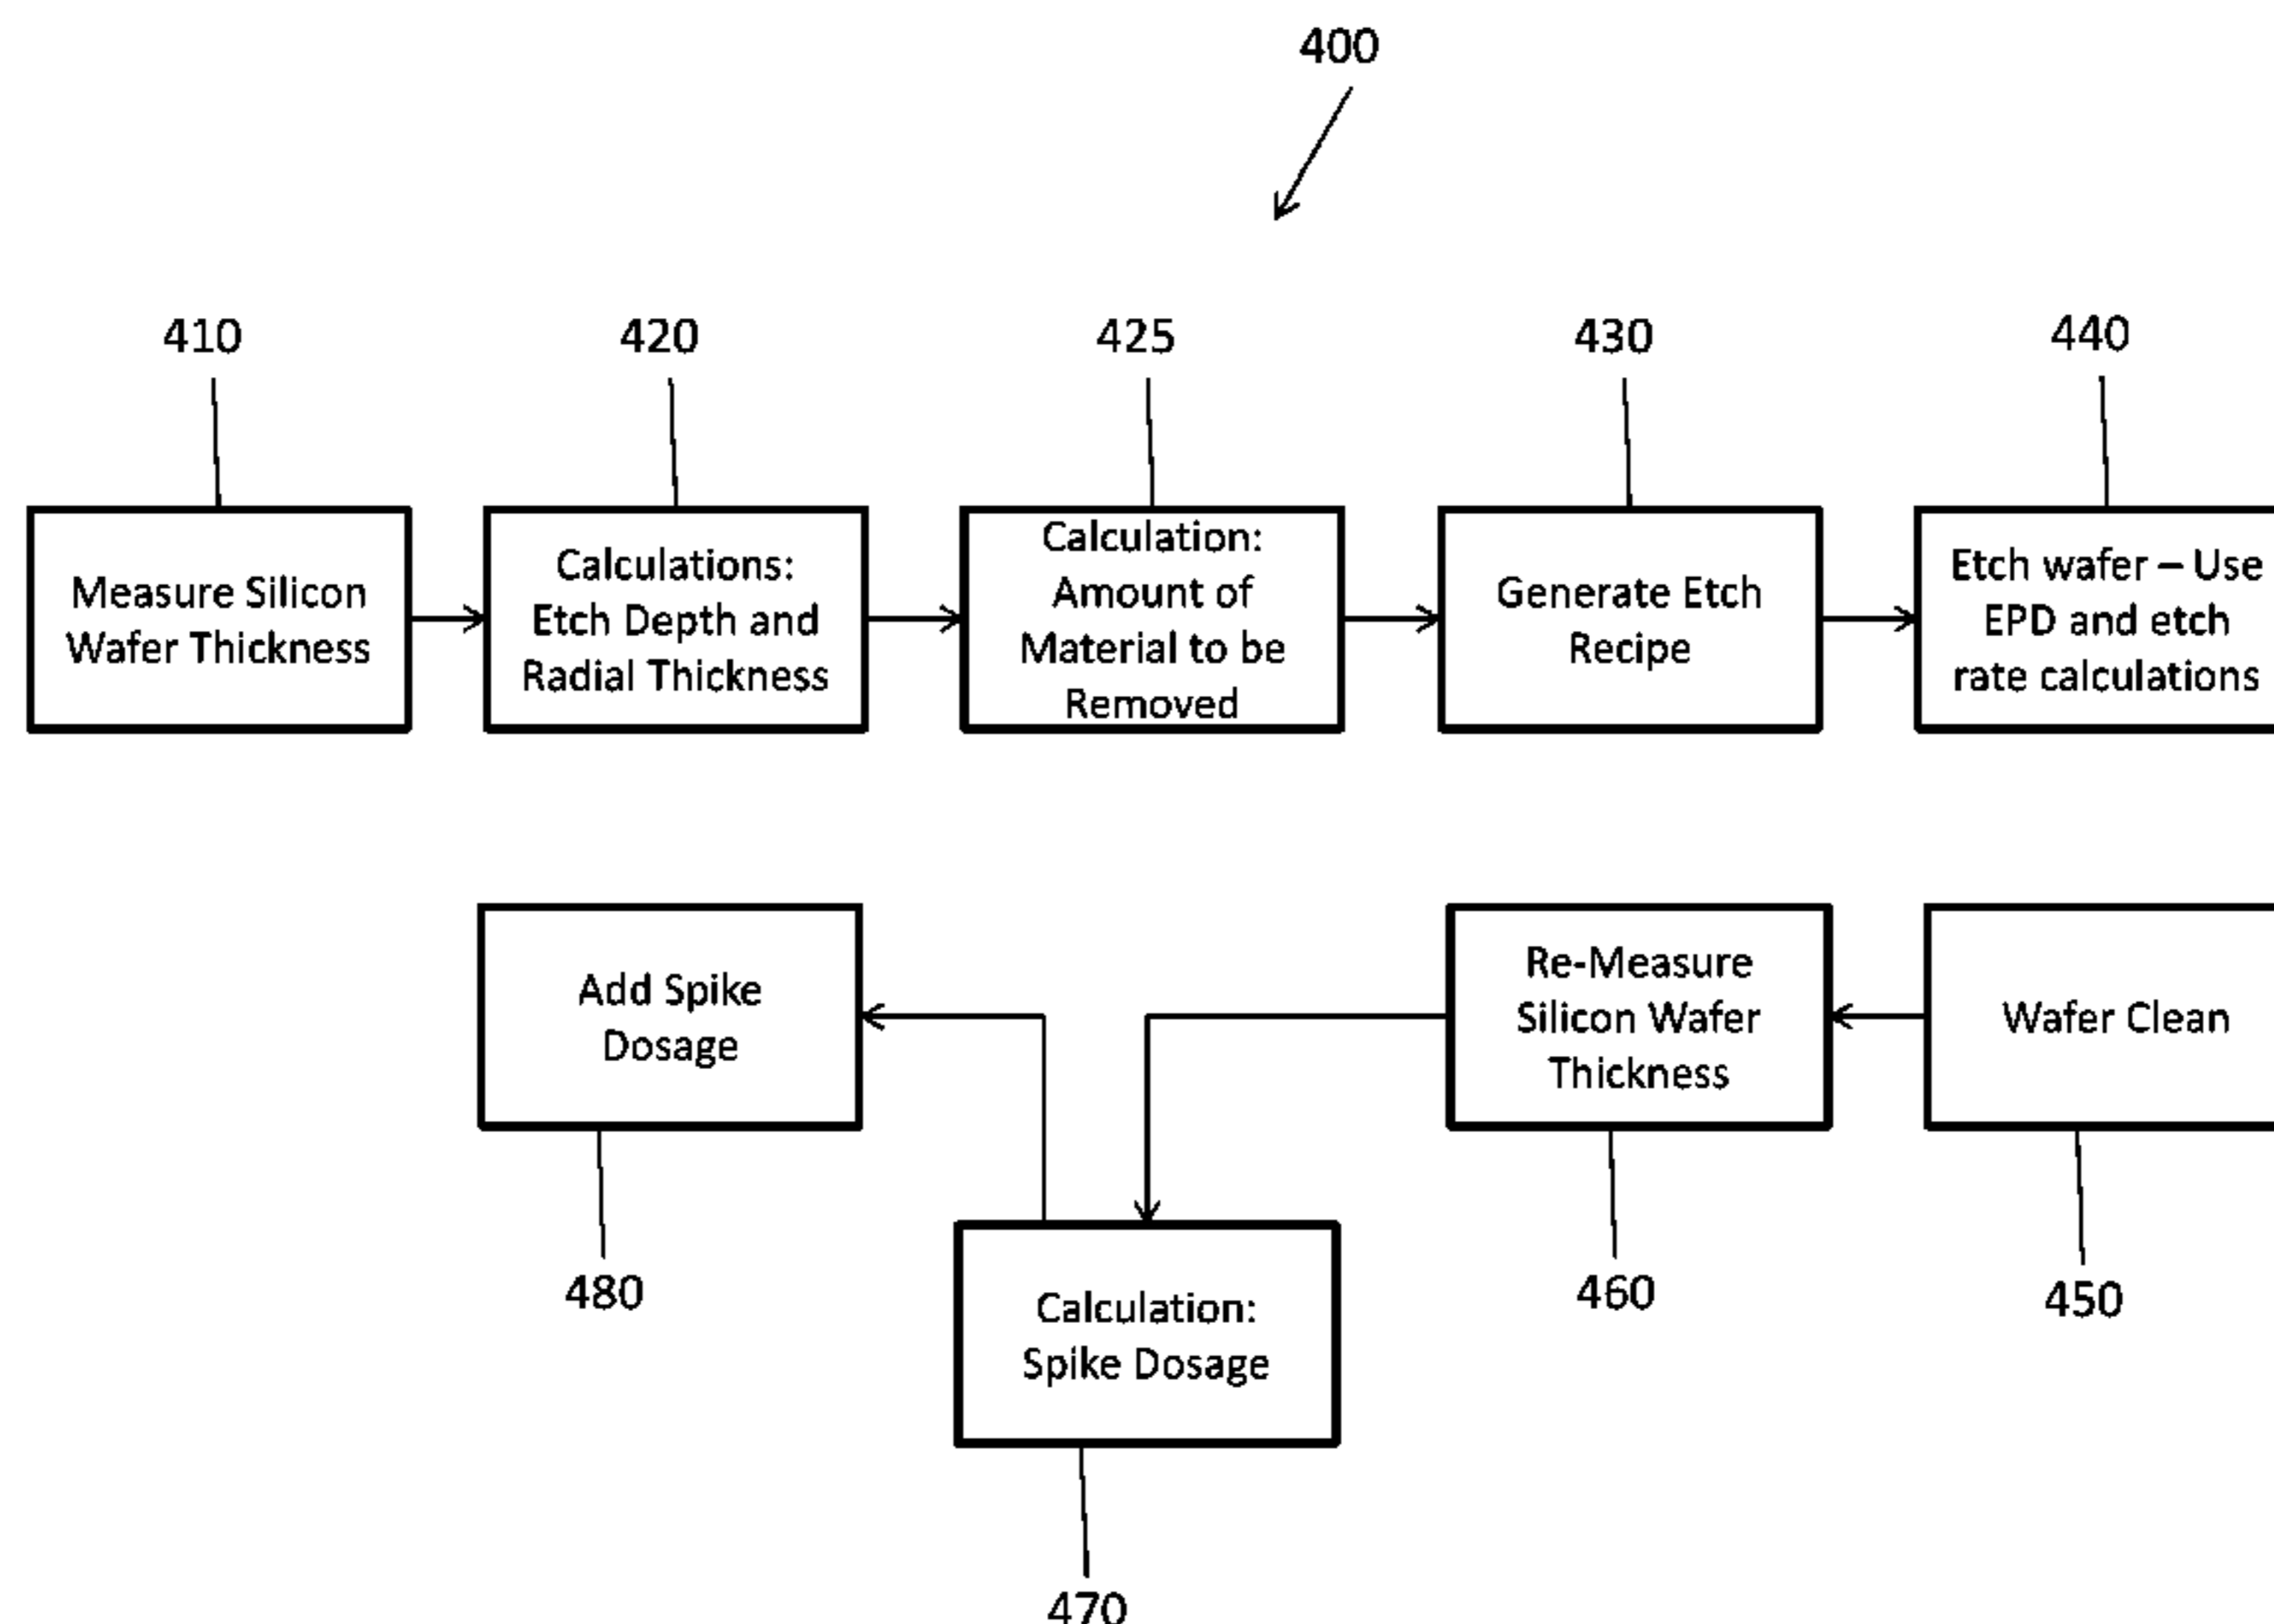 400
410
420
425
430
440
Measure Silicon
Wafer Thickness
Calculations:
Etch Depth and
Radial Thickness
Calculation:
Amount of
Material to be
Removed
Generate Etch
Recipe
Etch wafer – Use
EPD and etch
rate calculations
Add Spike
Dosage
Re-Measure
Silicon Wafer
Thickness
Wafer Clean
480
460
450
Calculation:
Spike Dosage
470